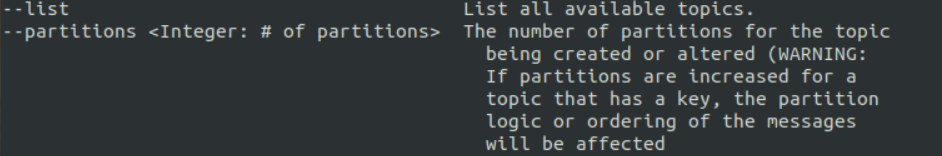 --list List all available topics.
--partitions <Integer: # of partitions> The number of partitions for the topic
being created or altered (WARNING:
If partitions are increased for a
topic that has a key, the partition
logic or ordering of the messages
will be affected